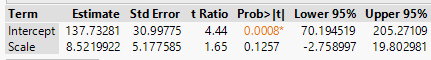 Term Estimate Std Error t Ratio Prob>|t| Lower 95% Upper 95%
Intercept 137.73281 30.99775 4.44 0.0008* 70.194519 205.27109
Scale 8.5219922 5.177585 1.65 0.1257 -2.758997 19.802981